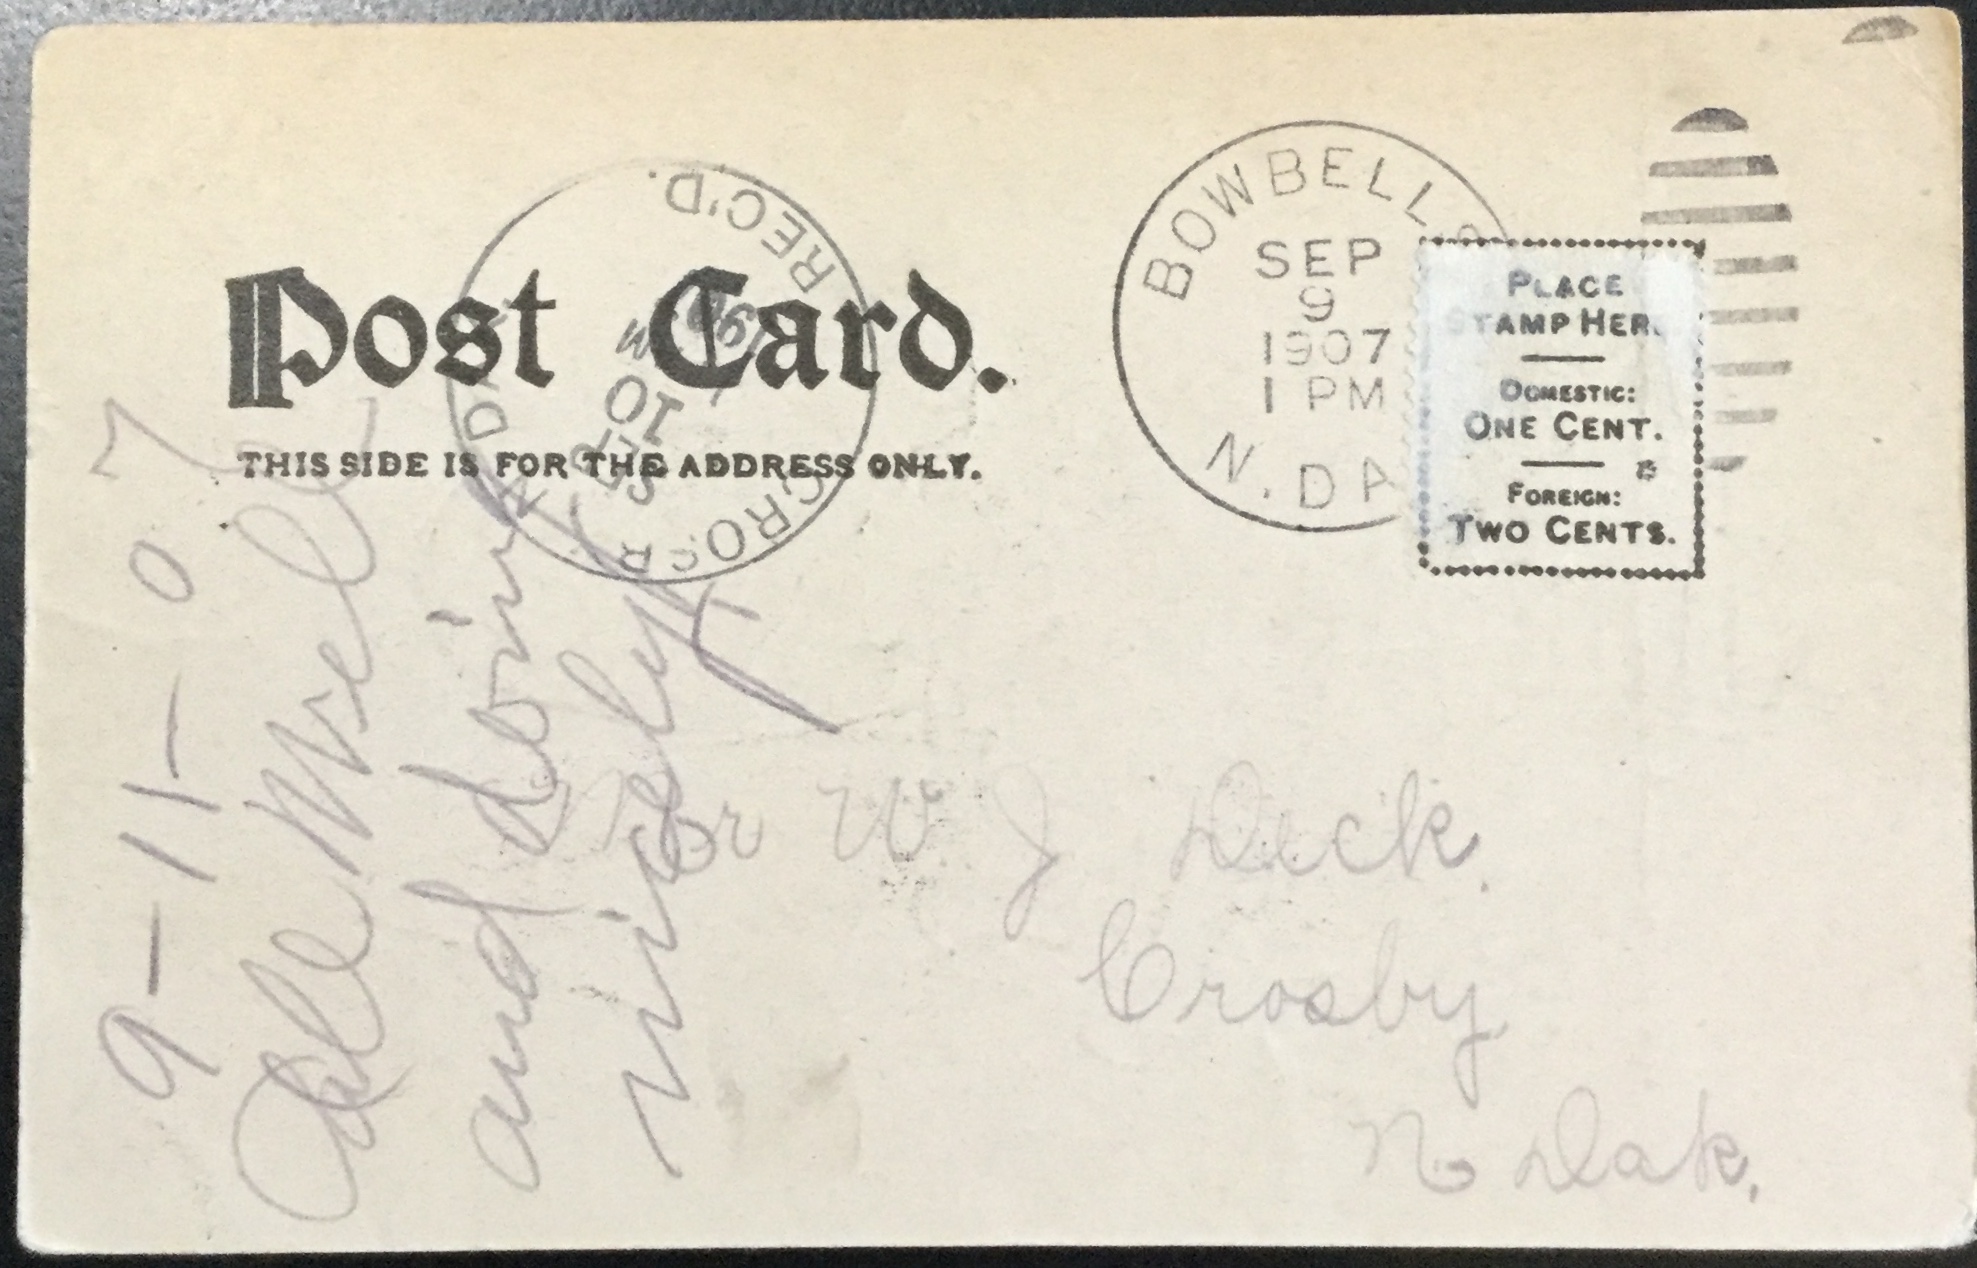 Post Card.
THIS SIDE IS FOR THE ADDRESS ONLY.
REC'D.
SEP
10
CROSBY
N. DAK.
BOWBELLS
SEP
9
1907
1 PM
N. DA
PLACE
STAMP HERE
DOMESTIC:
ONE CENT.
FOREIGN:
TWO CENTS.
9-11-07
All Well
and doing
nicely
W J Deck.
Crosby
N Dak.